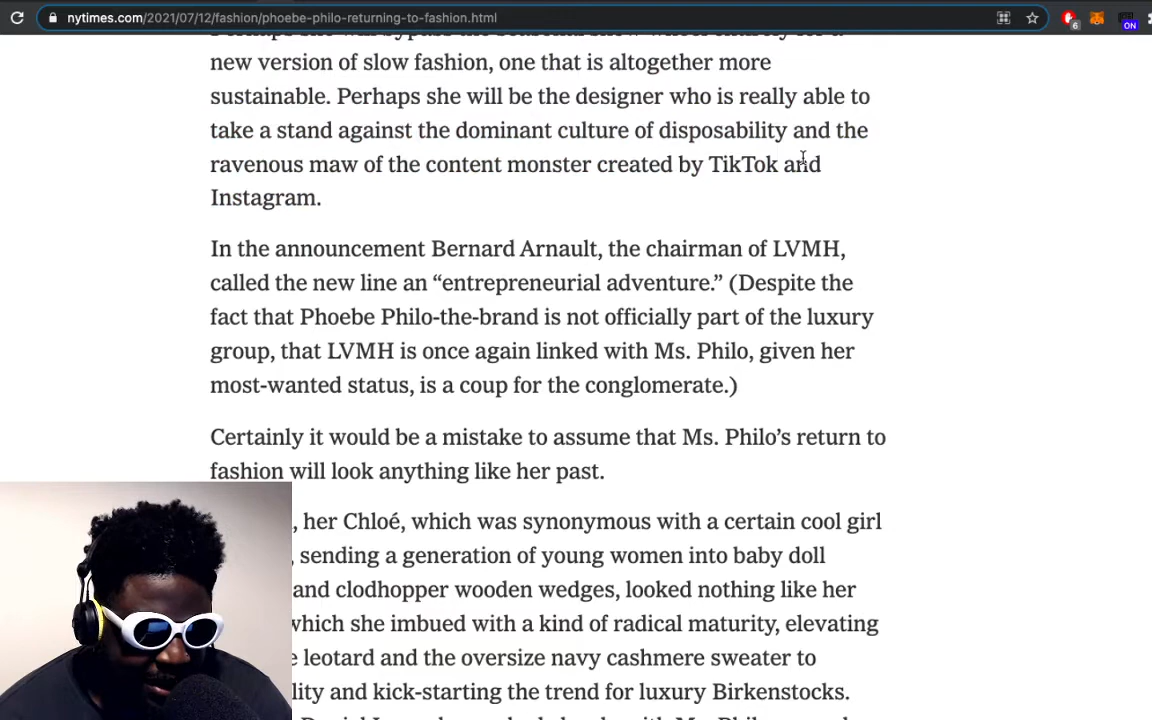 nytimes.com/2021/07/12/fashion/phoebe-philo-returning-to-fashion.html
6
ON
new version of slow fashion, one that is altogether more
sustainable. Perhaps she will be the designer who is really able to
take a stand against the dominant culture of disposability and the
ravenous maw of the content monster created by TikTok and
Instagram.
In the announcement Bernard Arnault, the chairman of LVMH,
called the new line an “entrepreneurial adventure.” (Despite the
fact that Phoebe Philo-the-brand is not officially part of the luxury
group, that LVMH is once again linked with Ms. Philo, given her
most-wanted status, is a coup for the conglomerate.)
Certainly it would be a mistake to assume that Ms. Philo’s return to
fashion will look anything like her past.
, her Chloé, which was synonymous with a certain cool girl
, sending a generation of young women into baby doll
and clodhopper wooden wedges, looked nothing like her
which she imbued with a kind of radical maturity, elevating
e leotard and the oversize navy cashmere sweater to
lity and kick-starting the trend for luxury Birkenstocks.